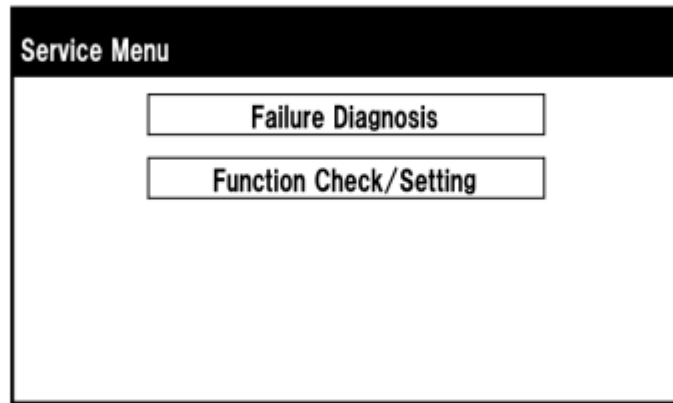 Service Menu
Failure Diagnosis
Function Check/Setting